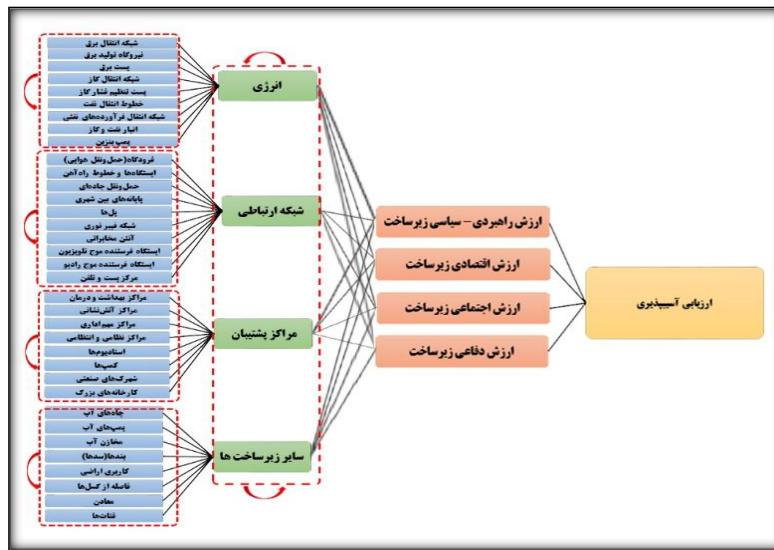 ارزیابی آسیبپذیری
ارزش راهبردی- سیاسی زیرساخت
ارزش اقتصادی زیرساخت
ارزش اجتماعی زیرساخت
ارزش دفاعی زیرساخت
انرژی
شبکه ارتباطی
مراکز پشتیبان
سایر زیرساخت ها
شبکه انتقال برق
نیروگاه تولید برق
پست برق
شبکه انتقال گاز
پست تنظیم فشار گاز
خطوط انتقال نفت
شبکه انتقال فرآورده‌های نفتی
انبار نفت و گاز
پمپ بنزین
فرودگاه(حمل‌ونقل هوایی)
ایستگاه‌ها و خطوط راه‌آهن
حمل‌ونقل جاده‌ای
پایانه‌های بین شهری
پل‌ها
شبکه فیبر نوری
آنتن مخابراتی
ایستگاه فرستنده موج تلویزیون
ایستگاه فرستنده موج رادیو
مرکز پست و تلفن
مراکز بهداشت و درمان
مراکز آتش‌نشانی
مراکز مهم‌اداری
مراکز نظامی و انتظامی
استادیوم‌ها
کمپ‌ها
شهرک‌های صنعتی
کارخانه‌های بزرگ
چاه‌های آب
پمپ‌های آب
مخازن آب
بندها(سدها)
کاربری اراضی
فاصله از گسل‌ها
معادن
قنات‌ها